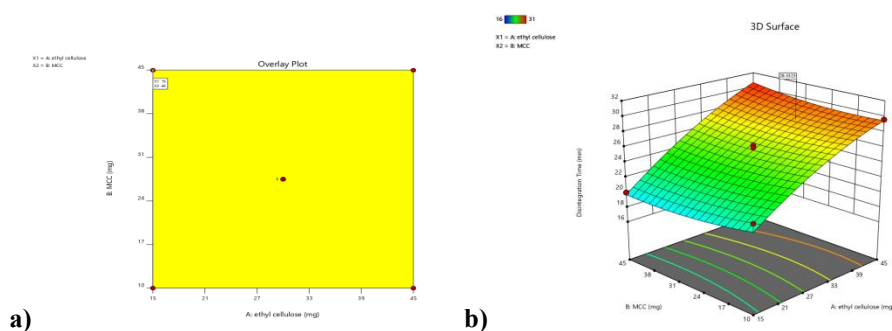 X1 = A: ethyl cellulose
X2 = B: MCC
Overlay Plot
45
38
51
24
17
10
B: MCC (mg)
15
21
27
33
39
45
A: ethyl cellulose (mg)
a)
16
31
X1 = A: ethyl cellulose
X2 = B: MCC
3D Surface
32
30
28
26
24
22
20
18
16
Disintegration Time (min)
45
38
31
24
17
10
B: MCC (mg)
15
21
27
33
39
45
A: ethyl cellulose (mg)
b)